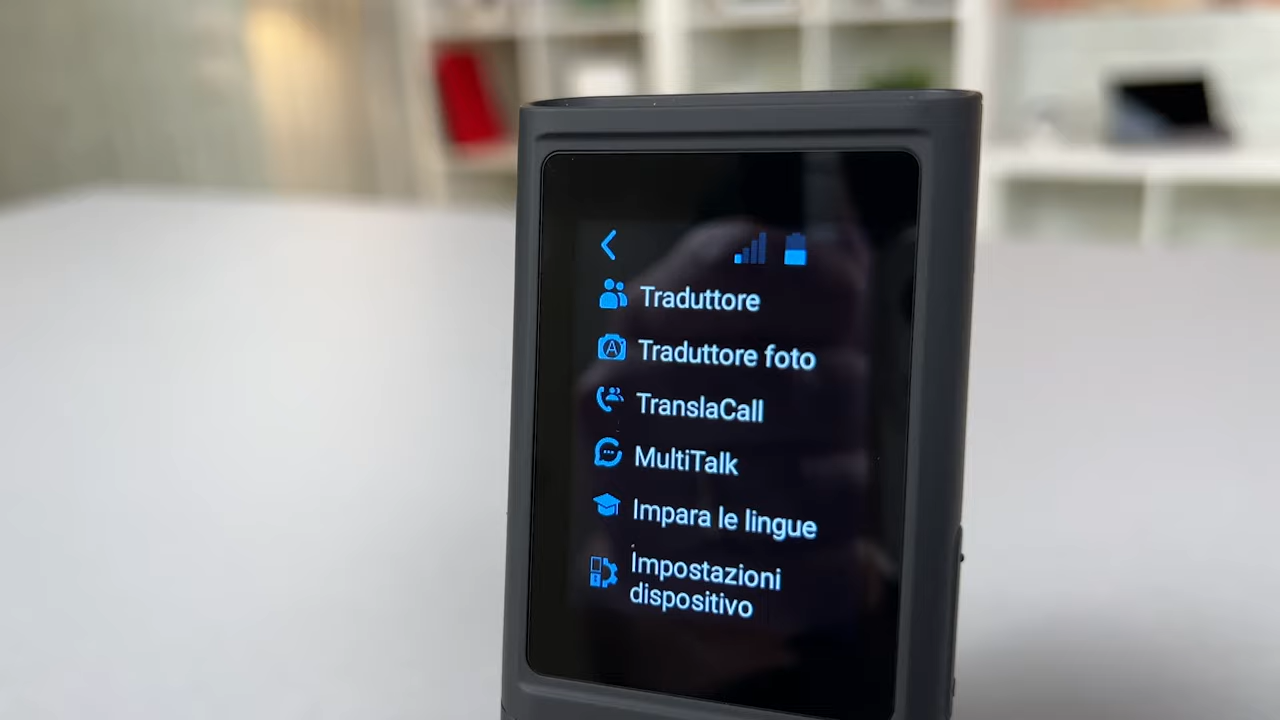 Traduttore
Traduttore foto
TranslaCall
MultiTalk
Impara le lingue
Impostazioni
dispositivo